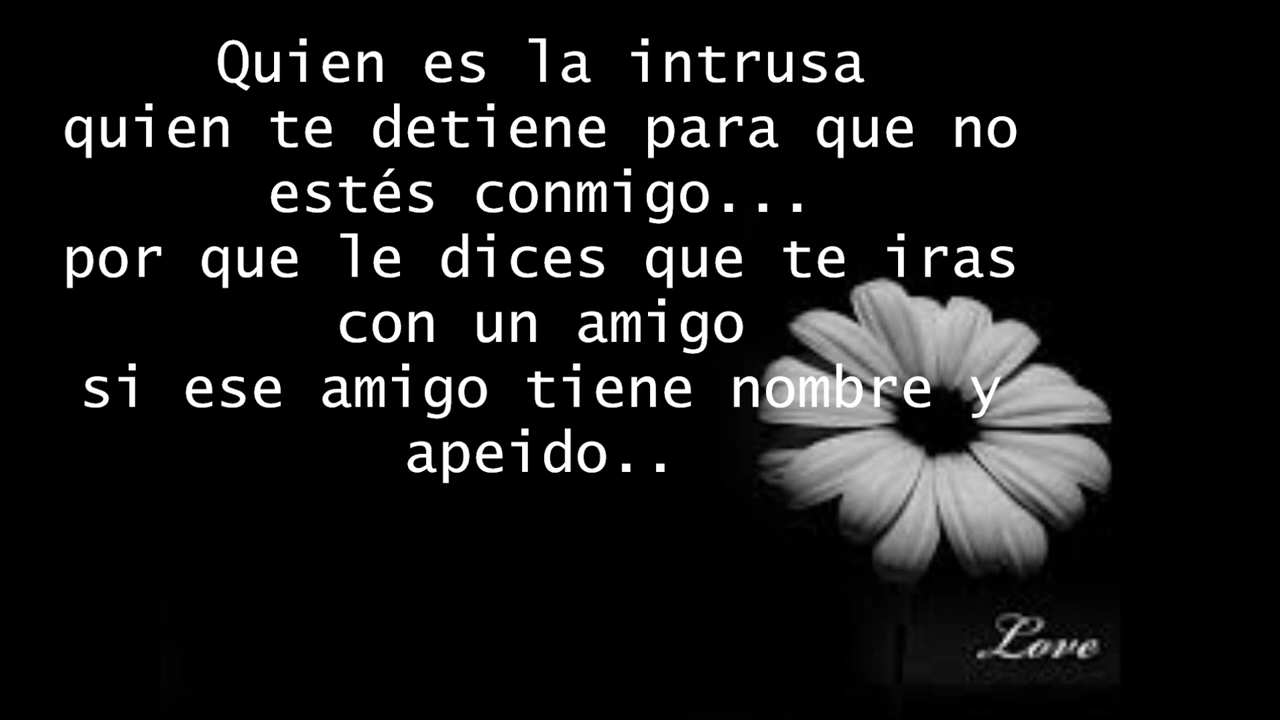 Quien es la intrusa
quien te detiene para que no
estés conmigo...
por que le dices que te iras
con un amigo
si ese amigo tiene nombre y
apeido..
Love